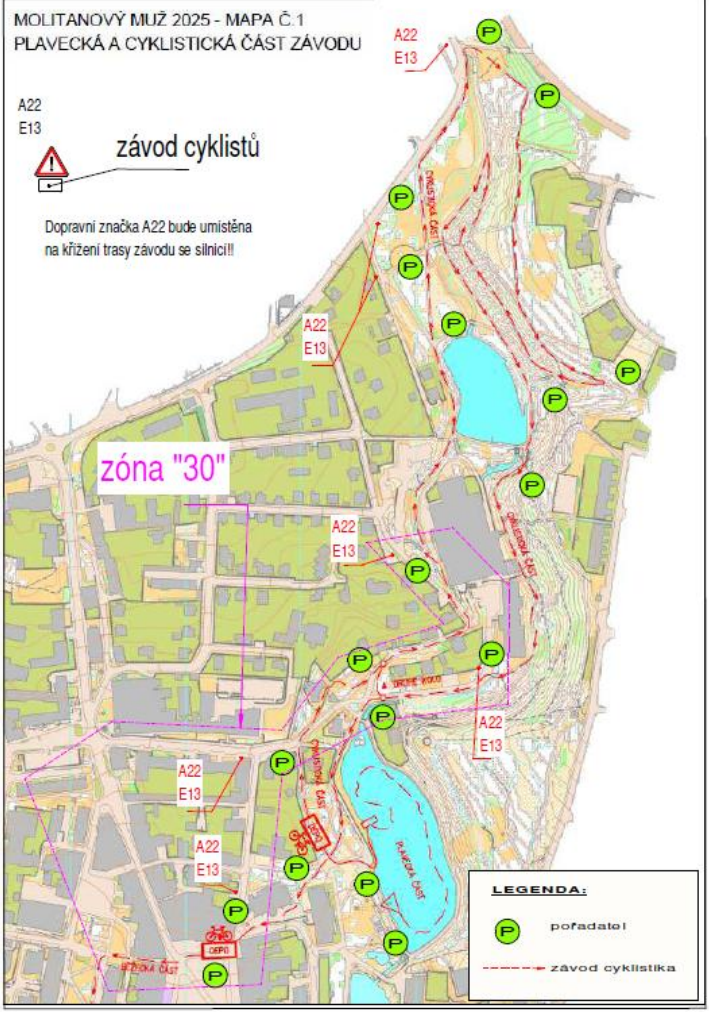 MOLITANOVÝ MUŽ 2025 - MAPA Č.1
PLAVECKÁ A CYKLISTICKÁ ČÁST ZÁVODU
A22
E13
P
P
A22
E13
závod cyklistů
Dopravní značka A22 bude umístěna
na křížení trasy závodu se silnicí!!
P
CYKLISTICKÁ ČÁST
P
P
A22
E13
P
P
zóna "30"
P
CYKLISTICKÁ ČÁST
A22
E13
P
P
P
DRUHÉ KOLO
P
A22
E13
P
CYKLISTICKÁ ČÁST
A22
E13
DEPO
PLAVECKÁ ČÁST
A22
E13
P
P
P
DEPO
P
P
BĚŽECKÁ ČÁST
LEGENDA:
P pořadatel
závod cyklistika